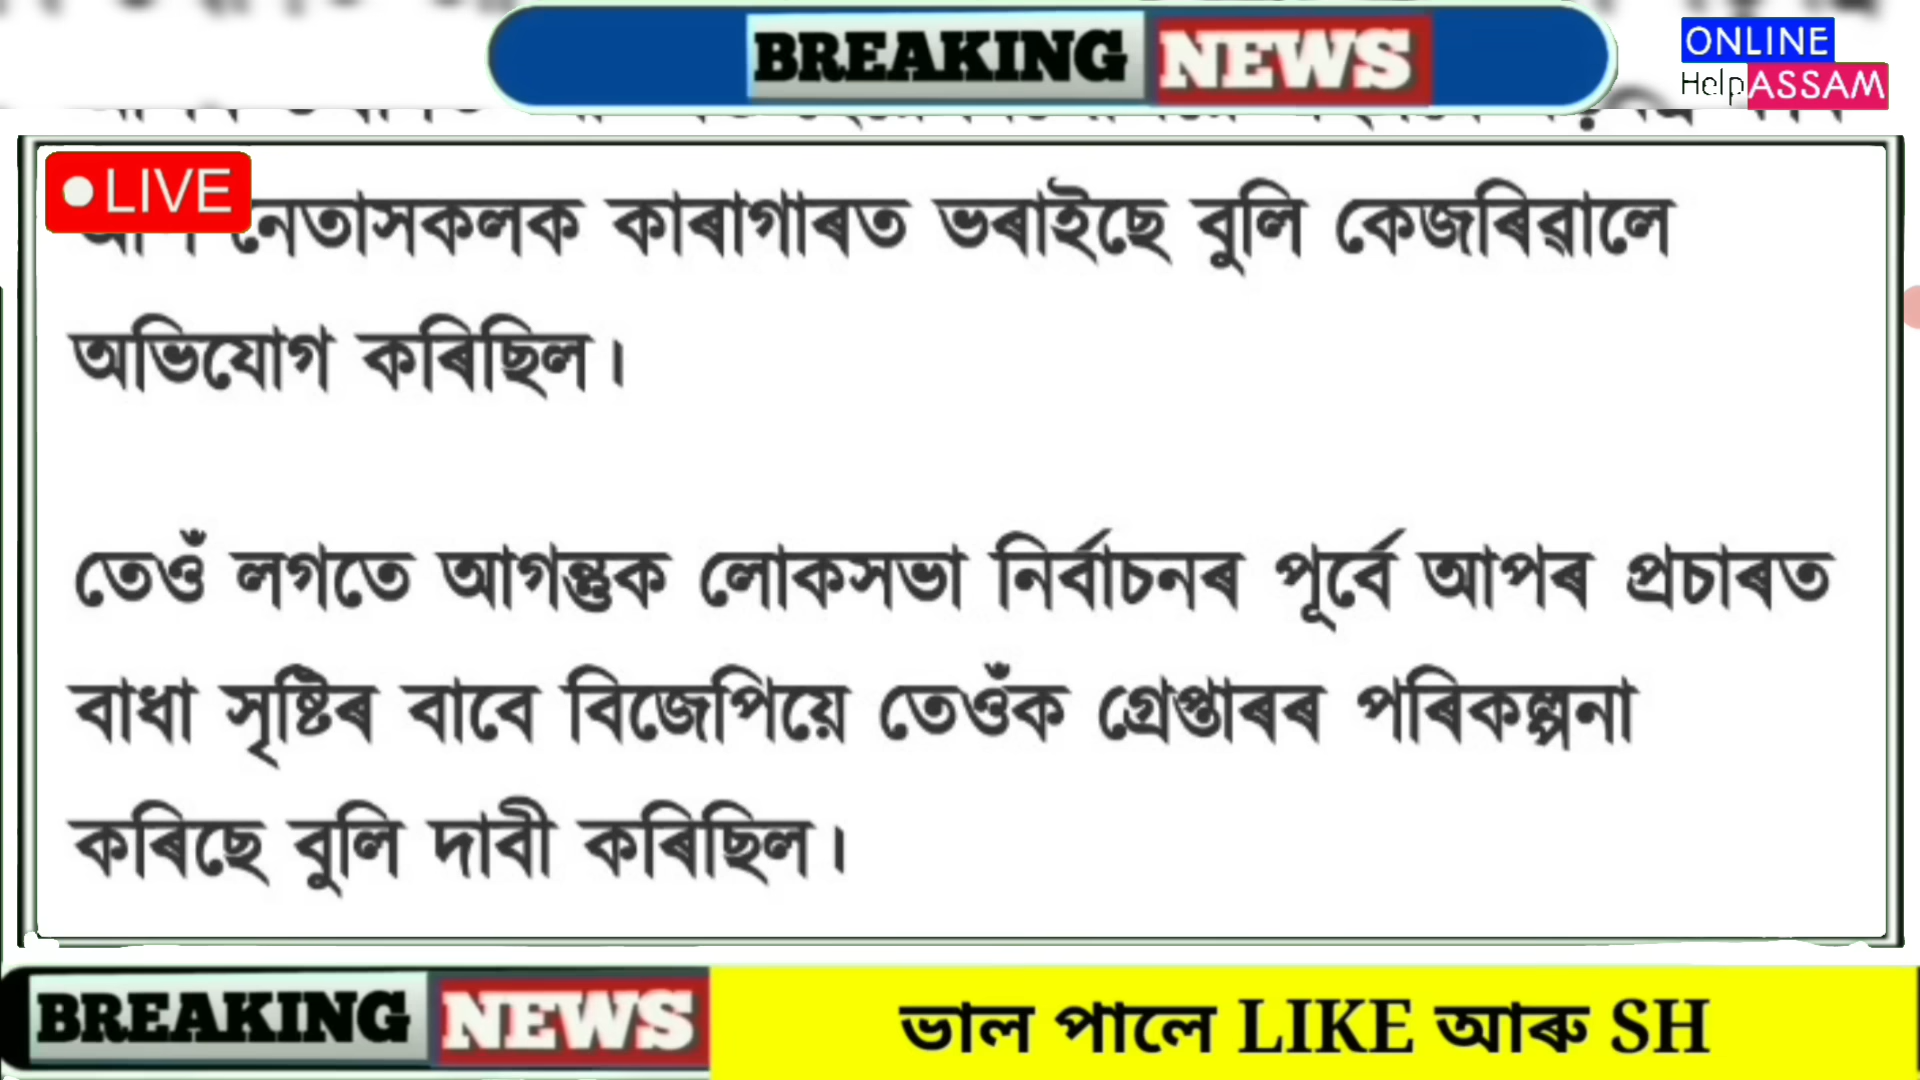 BREAKING NEWS
ONLINE
Help ASSAM
LIVE
নেতাসকলক কাৰাগাৰত ভৰাইছে বুলি কেজৰিৱালে
অভিযোগ কৰিছিল।
তেওঁ লগতে আগন্তুক লোকসভা নিৰ্বাচনৰ পূৰ্বে আপৰ প্ৰচাৰত
বাধা সৃষ্টিৰ বাবে বিজেপিয়ে তেওঁক গ্ৰেপ্তাৰৰ পৰিকল্পনা
কৰিছে বুলি দাবী কৰিছিল।
BREAKING NEWS ভাল পালে LIKE আৰু SH